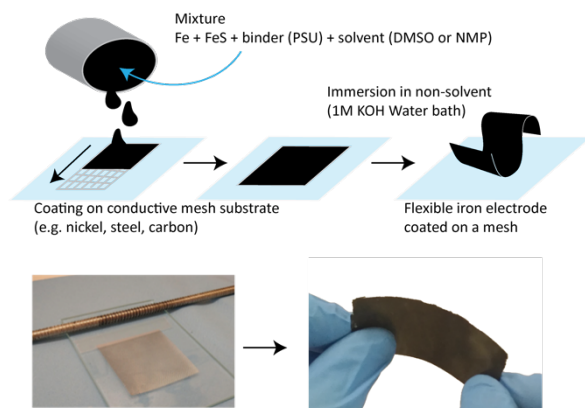 Mixture
Fe + FeS + binder (PSU) + solvent (DMSO or NMP)
Immersion in non-solvent
(1M KOH Water bath)
Coating on conductive mesh substrate
(e.g. nickel, steel, carbon)
Flexible iron electrode
coated on a mesh